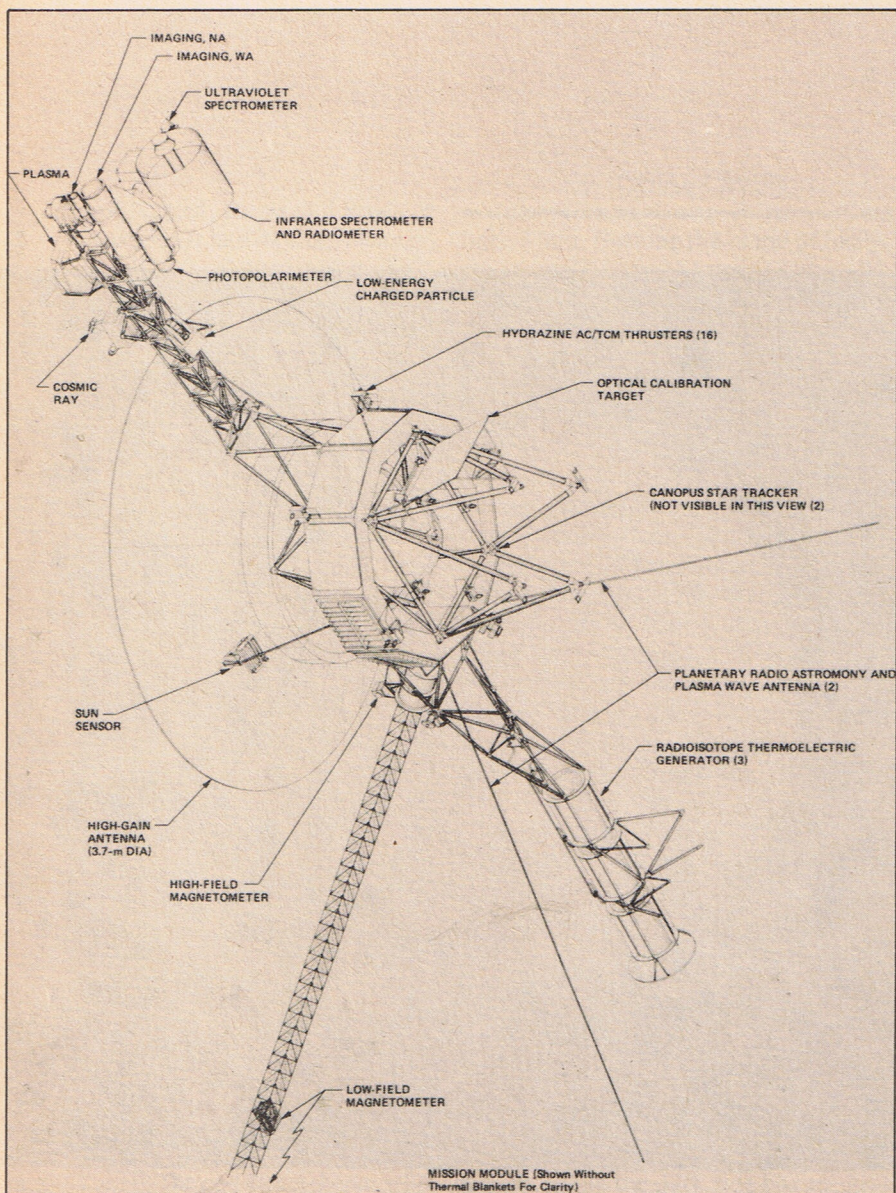 IMAGING, NA
IMAGING, WA
ULTRAVIOLET
SPECTROMETER
PLASMA
INFRARED SPECTROMETER
AND RADIOMETER
PHOTOPOLARIMETER
LOW-ENERGY
CHARGED PARTICLE
HYDRAZINE AC/TCM THRUSTERS (16)
COSMIC
RAY
OPTICAL CALIBRATION
TARGET
CANOPUS STAR TRACKER
(NOT VISIBLE IN THIS VIEW (2)
PLANETARY RADIO ASTROMONY AND
PLASMA WAVE ANTENNA (2)
SUN
SENSOR
RADIOISOTOPE THERMOELECTRIC
GENERATOR (3)
HIGH-GAIN
ANTENNA
(3.7-m DIA)
HIGH-FIELD
MAGNETOMETER
LOW-FIELD
MAGNETOMETER
MISSION MODULE (Shown Without
Thermal Blankets For Clarity)